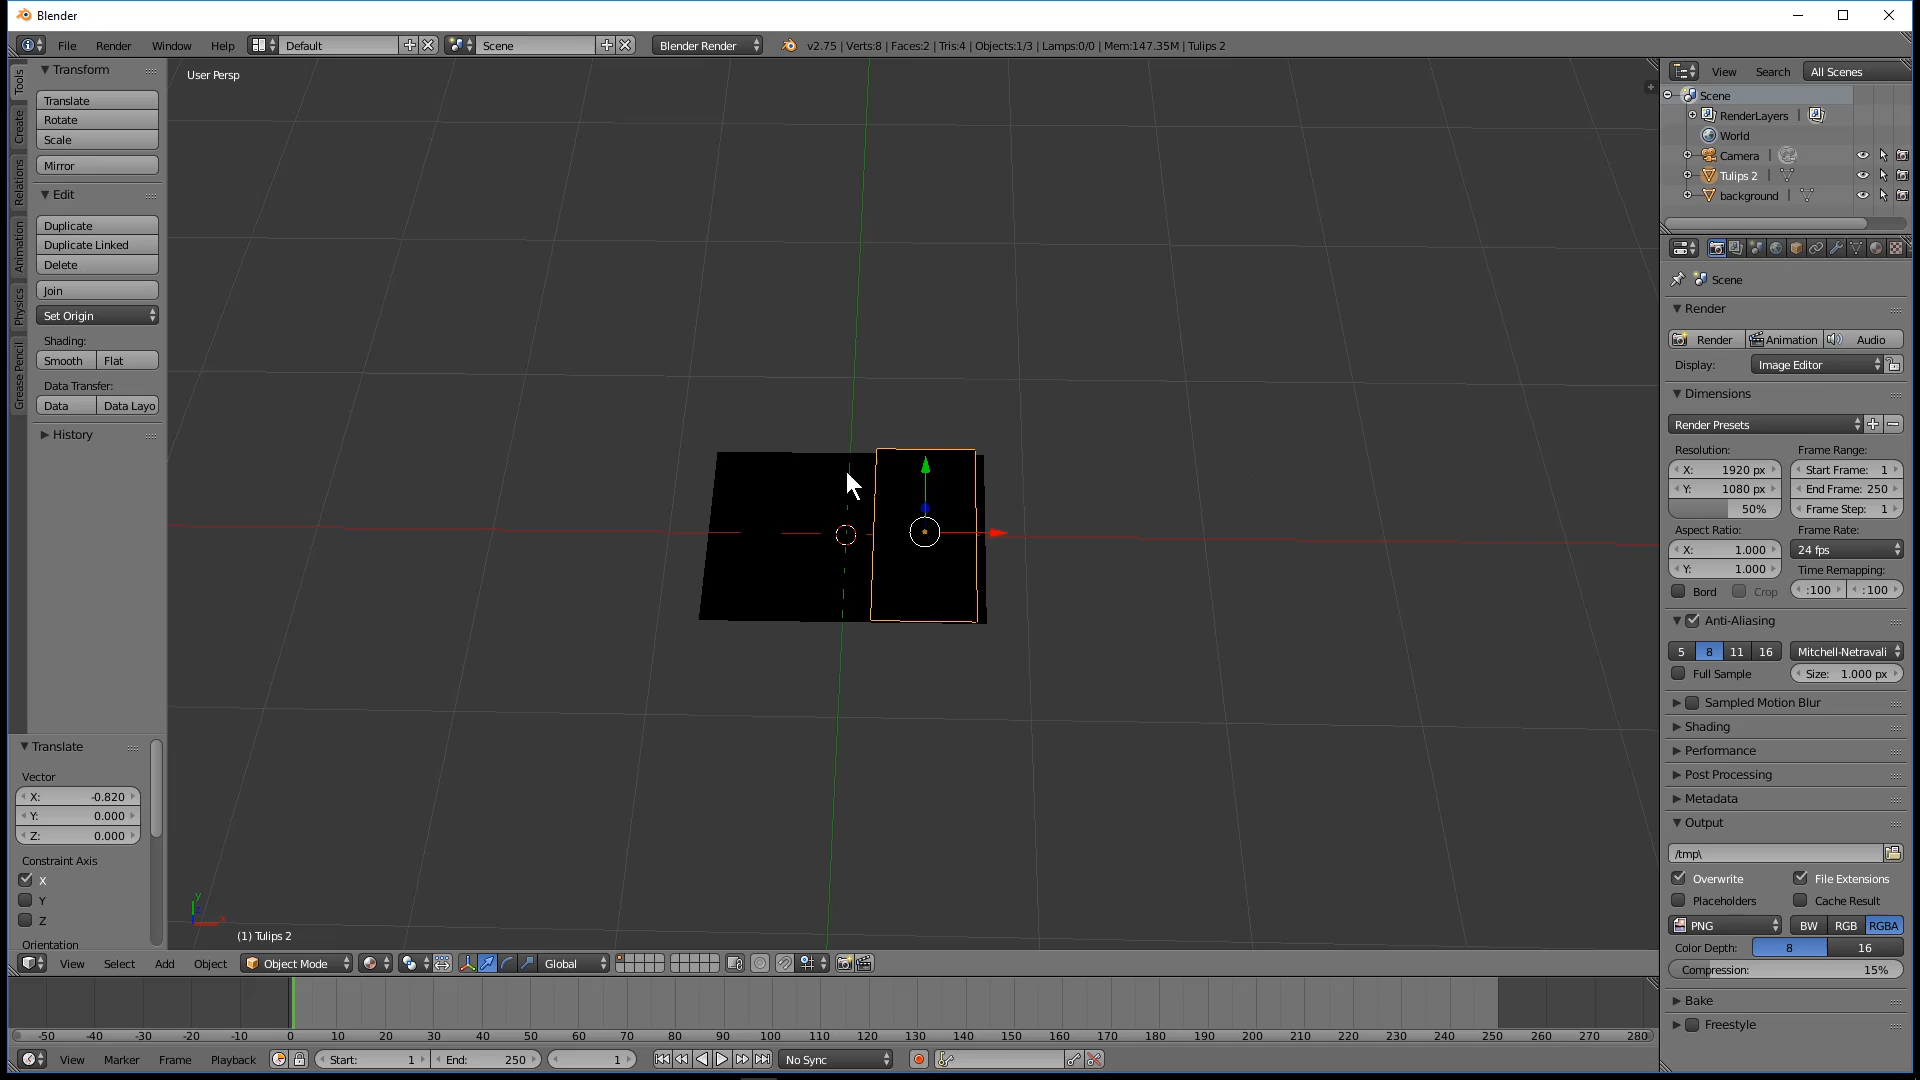 Blender
File Render Window Help Default Scene Blender Render v2.75 | Verts:8 | Faces:2 | Tris:4 | Objects:1/3 | Lamps:0/0 | Mem:147.35M | Tulips 2
Tools
Create
Relations
Animation
Physics
Grease Pencil
Transform
Translate
Rotate
Scale
Mirror
Edit
Duplicate
Duplicate Linked
Delete
Join
Set Origin
Shading:
Smooth Flat
Data Transfer:
Data Data Layo
History
Translate
Vector
X: -0.820
Y: 0.000
Z: 0.000
Constraint Axis
X
Y
Z
Orientation
User Persp
y
x
(1) Tulips 2
View Select Add Object Object Mode Global
-50 -40 -30 -20 -10 0 10 20 30 40 50 60 70 80 90 100 110 120 130 140 150 160 170 180 190 200 210 220 230 240 250 260 270 280
View Marker Frame Playback Start: 1 End: 250 1 No Sync
View Search All Scenes
Scene
RenderLayers |
World
Camera |
Tulips 2 |
background |
Scene
Render
Render Animation Audio
Display: Image Editor
Dimensions
Render Presets
Resolution: Frame Range:
X: 1920 px Start Frame: 1
Y: 1080 px End Frame: 250
50% Frame Step: 1
Aspect Ratio: Frame Rate:
X: 1.000 24 fps
Y: 1.000 Time Remapping:
Bord Crop :100 :100
Anti-Aliasing
5 8 11 16 Mitchell-Netravali
Full Sample Size: 1.000 px
Sampled Motion Blur
Shading
Performance
Post Processing
Metadata
Output
/tmp\
Overwrite File Extensions
Placeholders Cache Result
PNG BW RGB RGBA
Color Depth: 8 16
Compression: 15%
Bake
Freestyle